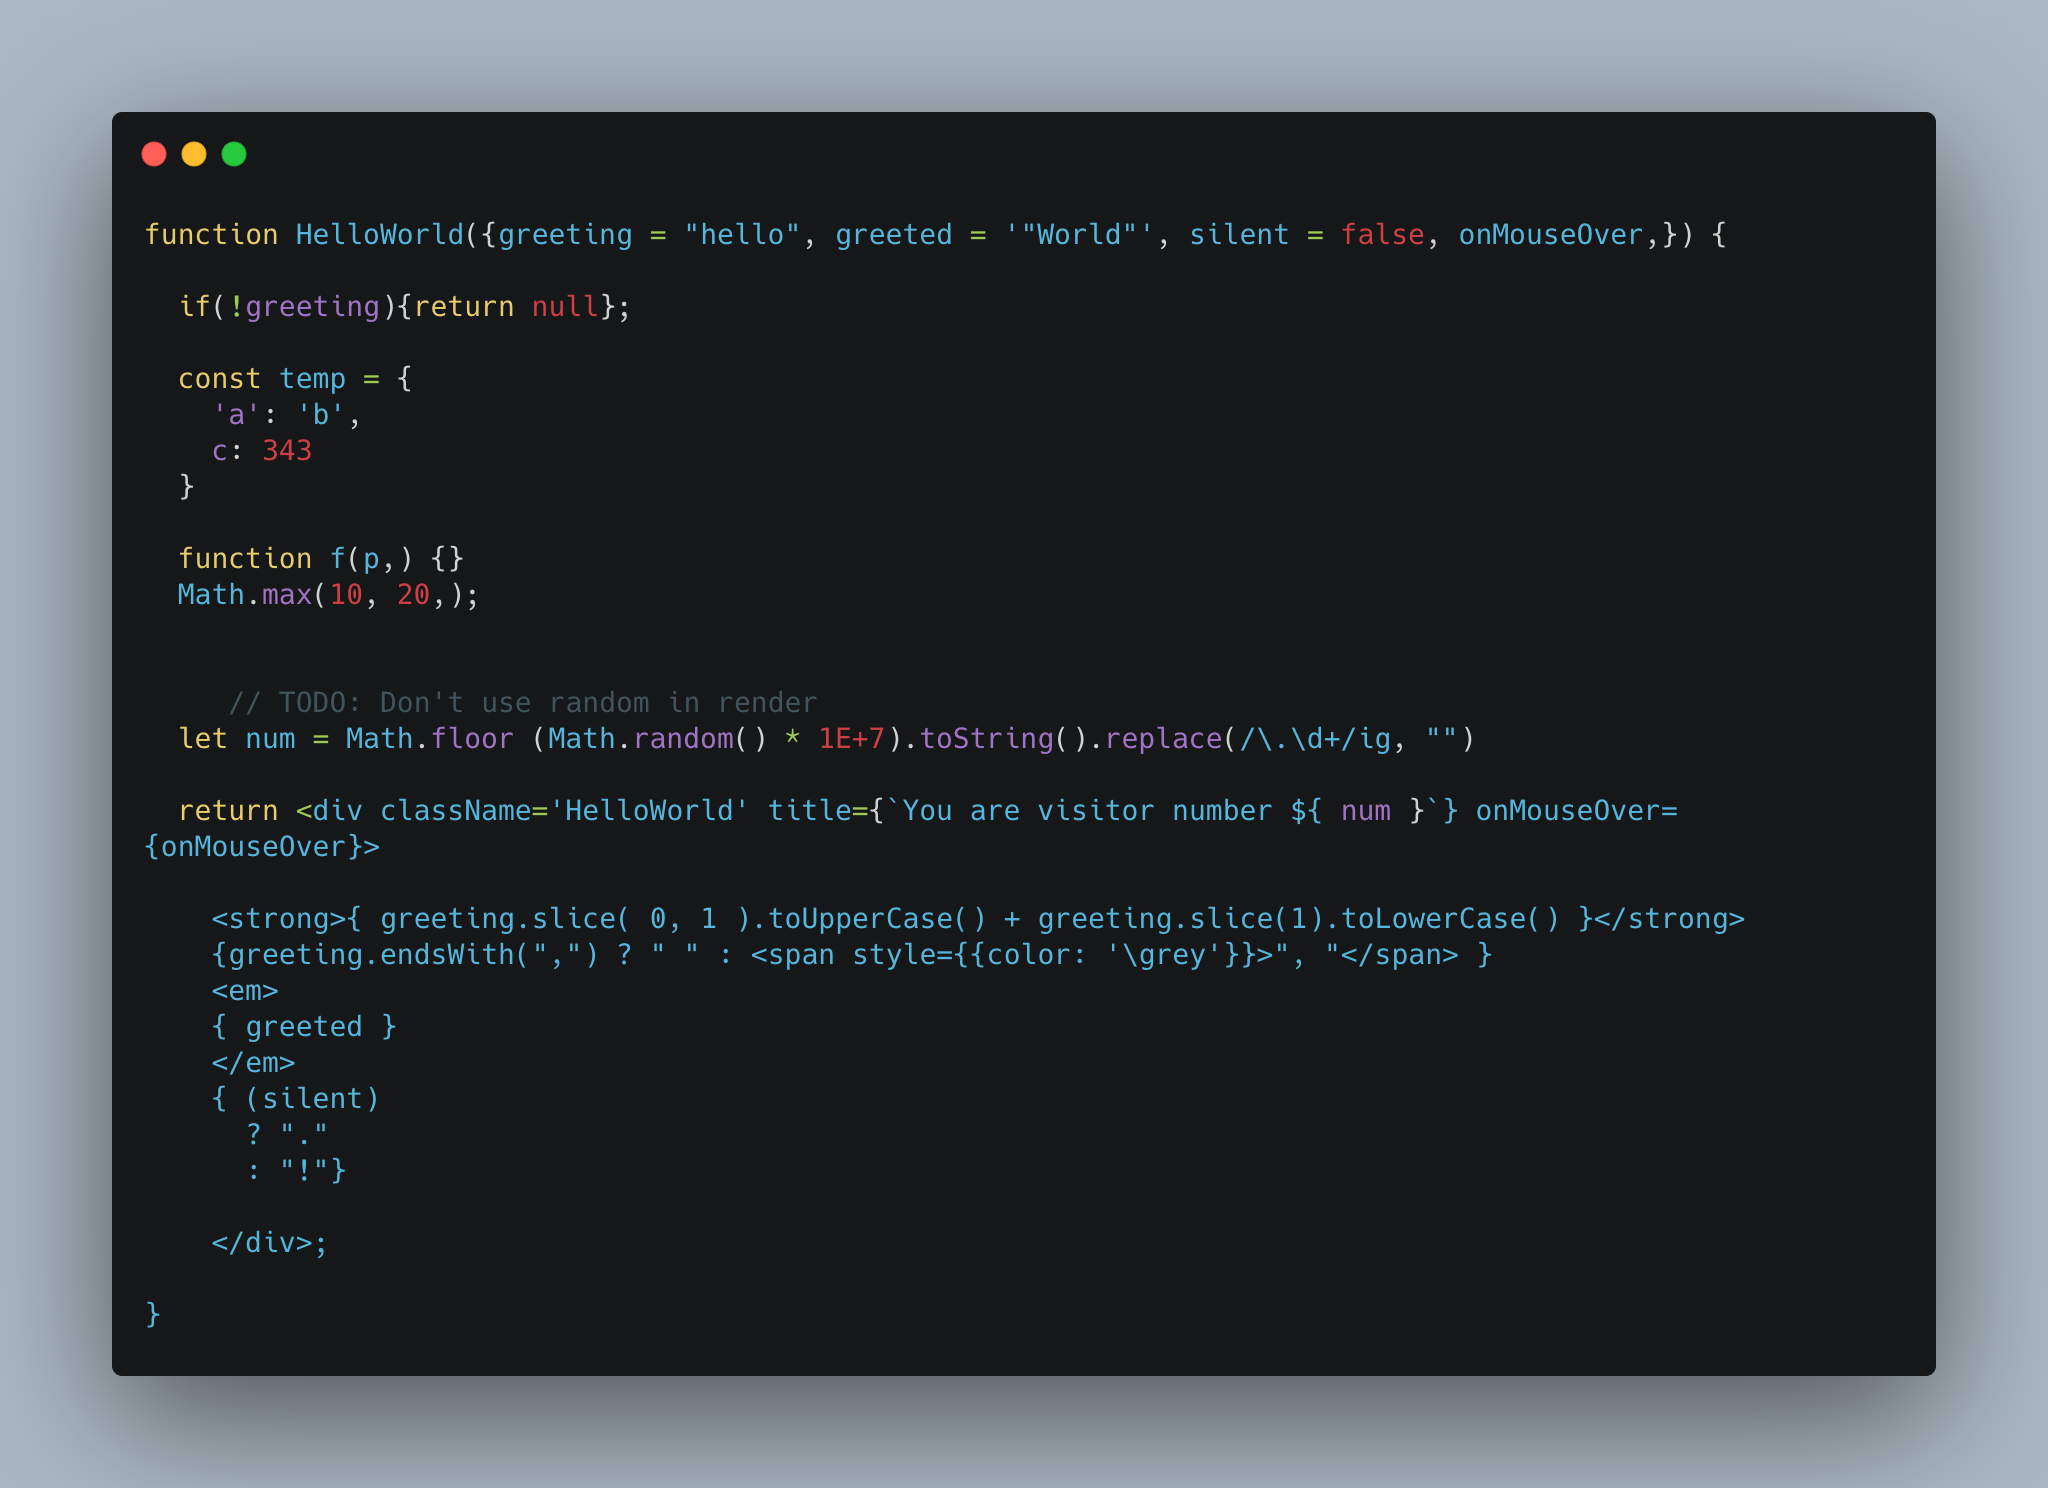 function HelloWorld({greeting = "hello", greeted = '"World"', silent = false, onMouseOver,}) {
if(!greeting){return null};
const temp = {
'a': 'b',
c: 343
}
function f(p,) {}
Math.max(10, 20,);
// TODO: Don't use random in render
let num = Math.floor (Math.random() * 1E+7).toString().replace(/\.\d+/ig, "")
return <div className='HelloWorld' title={`You are visitor number ${ num }`} onMouseOver=
{onMouseOver}>
<strong>{ greeting.slice( 0, 1 ).toUpperCase() + greeting.slice(1).toLowerCase() }</strong>
{greeting.endsWith(",") ? " " : <span style={{color: '\grey'}}>", "</span> }
<em>
{ greeted }
</em>
{ (silent)
? "."
: "!"}
</div>;
}